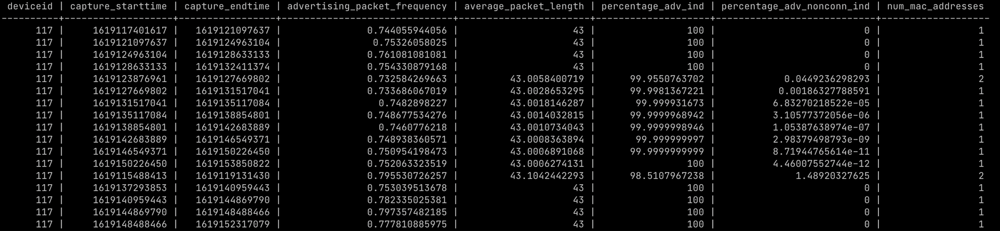 deviceid | capture_starttime | capture_endtime | advertising_packet_frequency | average_packet_length | percentage_adv_ind | percentage_adv_nonconn_ind | num_mac_addresses
----------+-------------------+-----------------+------------------------------+-----------------------+--------------------+----------------------------+-------------------
117 | 1619117401617 | 1619121097637 | 0.744055944056 | 43 | 100 | 0 | 1
117 | 1619121097637 | 1619124963104 | 0.75326058025 | 43 | 100 | 0 | 1
117 | 1619124963104 | 1619128633133 | 0.761081081081 | 43 | 100 | 0 | 1
117 | 1619128633133 | 1619132411374 | 0.754330879168 | 43 | 100 | 0 | 1
117 | 1619123876961 | 1619127669802 | 0.732584269663 | 43.0058400719 | 99.9550763702 | 0.0449236298293 | 2
117 | 1619127669802 | 1619131517041 | 0.733686067019 | 43.0028653295 | 99.9981367221 | 0.00186327788591 | 1
117 | 1619131517041 | 1619135117084 | 0.7482898227 | 43.0018146287 | 99.999931673 | 6.83270218522e-05 | 1
117 | 1619135117084 | 1619138854801 | 0.748677534276 | 43.0014032815 | 99.9999968942 | 3.10577372056e-06 | 1
117 | 1619138854801 | 1619142683889 | 0.7460776218 | 43.0010734043 | 99.9999998946 | 1.05387638974e-07 | 1
117 | 1619142683889 | 1619146549371 | 0.748938360571 | 43.0008363894 | 99.999999997 | 2.98379498793e-09 | 1
117 | 1619146549371 | 1619150226450 | 0.750954198473 | 43.0006891068 | 99.9999999999 | 8.71944765614e-11 | 1
117 | 1619150226450 | 1619153850822 | 0.752063323519 | 43.0006274131 | 100 | 4.46007552744e-12 | 1
117 | 1619115488413 | 1619119131430 | 0.795530726257 | 43.1042442293 | 98.5107967238 | 1.48920327625 | 2
117 | 1619137293853 | 1619140959443 | 0.753039513678 | 43 | 100 | 0 | 1
117 | 1619140959443 | 1619144869790 | 0.782335025381 | 43 | 100 | 0 | 1
117 | 1619144869790 | 1619148488466 | 0.797357482185 | 43 | 100 | 0 | 1
117 | 1619148488466 | 1619152317079 | 0.777810885975 | 43 | 100 | 0 | 1